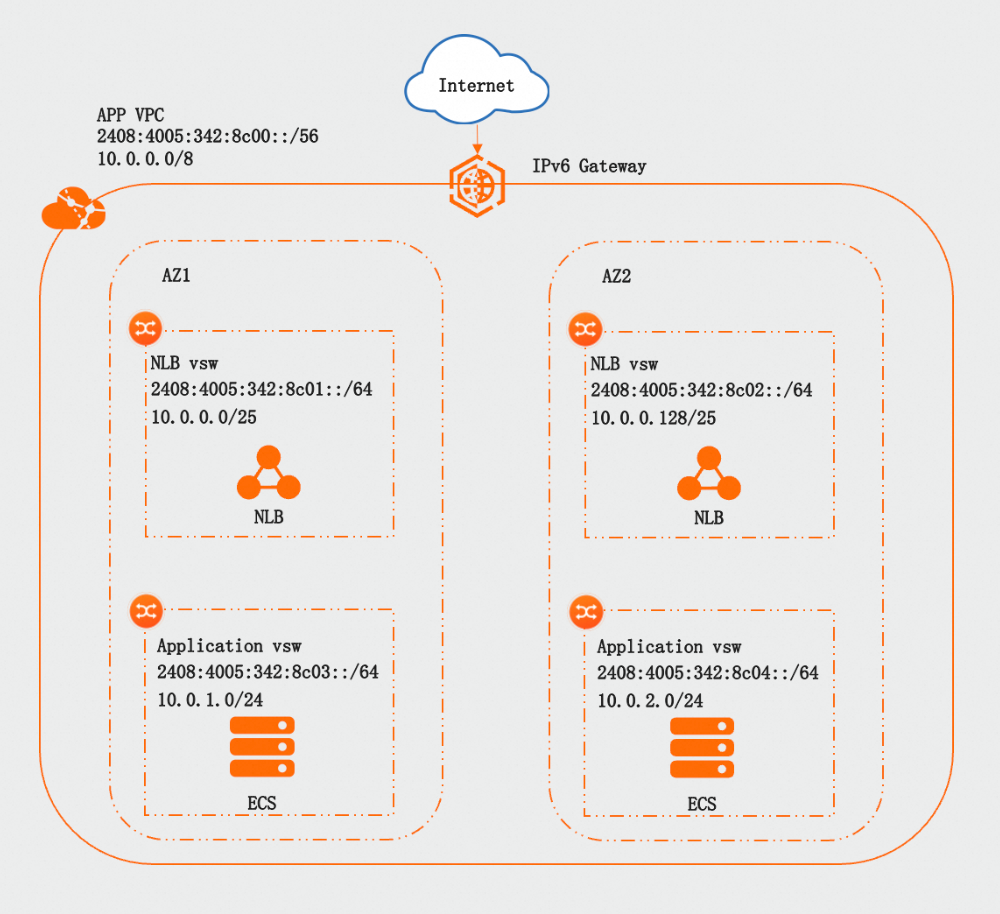 Internet
APP VPC
2408:4005:342:8c00::/56
10.0.0.0/8
IPv6 Gateway
AZ1
NLB vsw
2408:4005:342:8c01::/64
10.0.0.0/25
NLB
Application vsw
2408:4005:342:8c03::/64
10.0.1.0/24
ECS
AZ2
NLB vsw
2408:4005:342:8c02::/64
10.0.0.128/25
NLB
Application vsw
2408:4005:342:8c04::/64
10.0.2.0/24
ECS